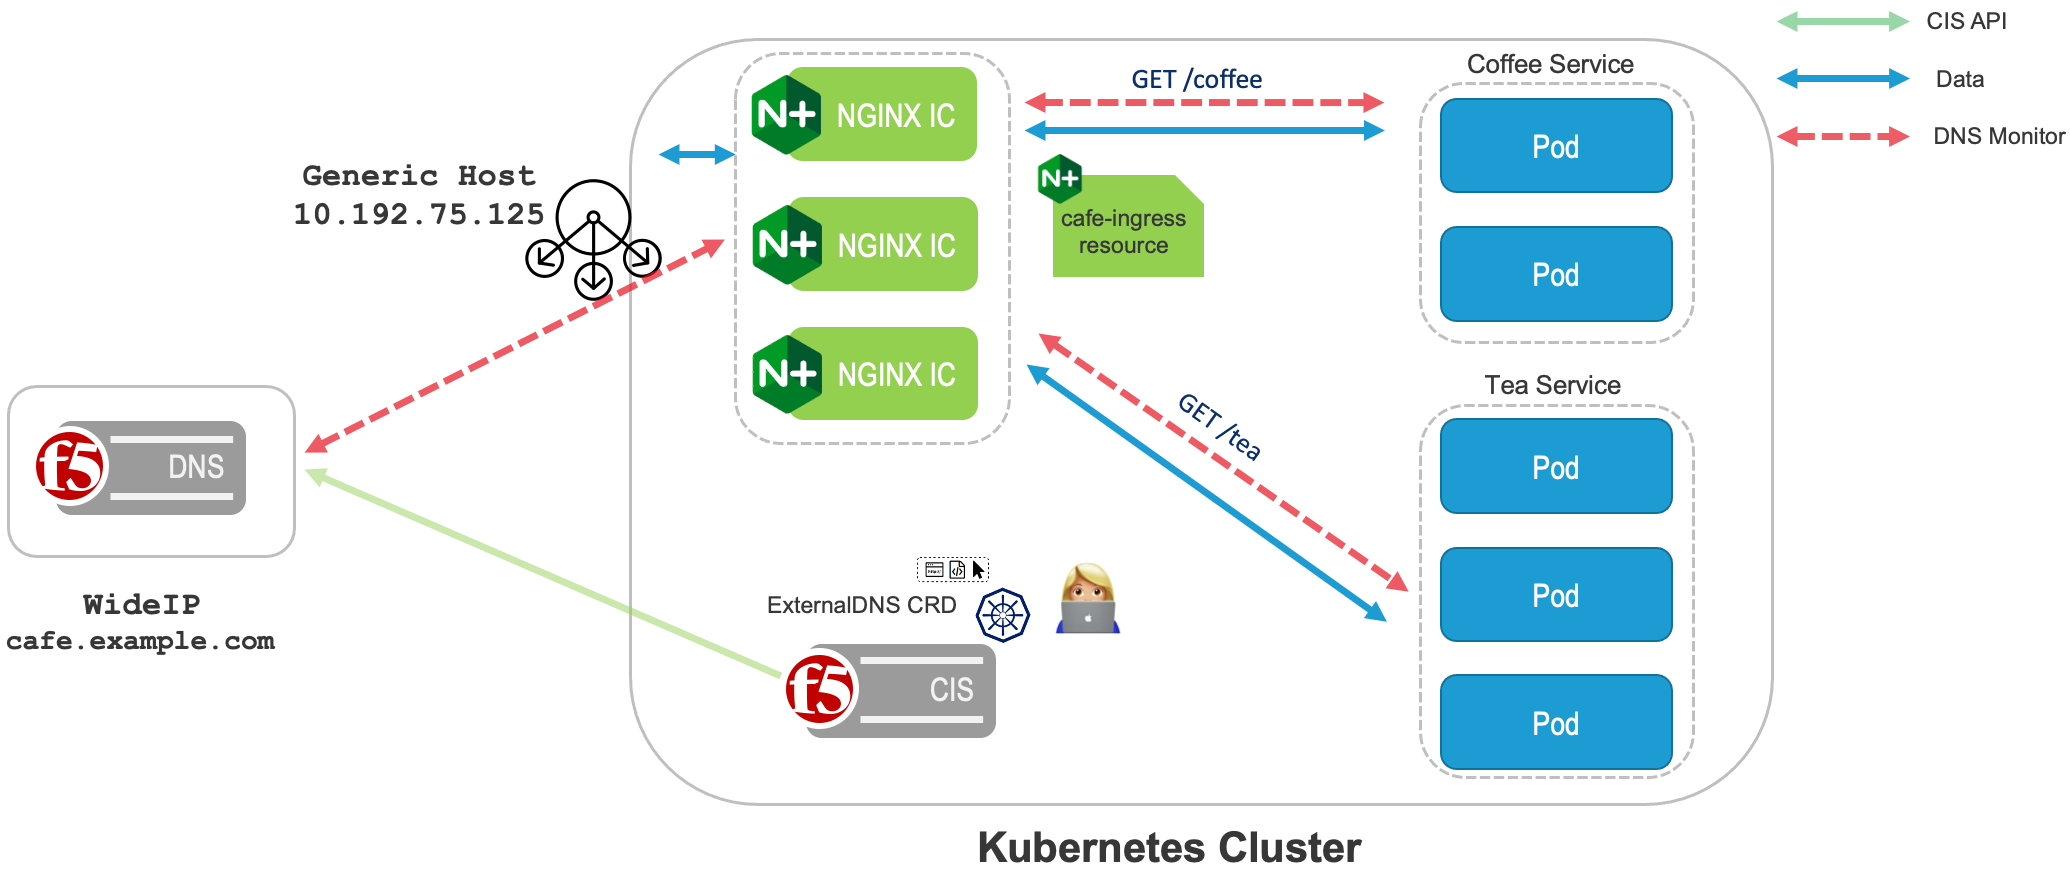 CIS API
Data
DNS Monitor
Generic Host
10.192.75.125
N+
NGINX IC
N+
NGINX IC
N+
NGINX IC
GET /coffee
N+
cafe-ingress
resource
Coffee Service
Pod
Pod
GET /tea
Tea Service
Pod
Pod
Pod
f5
DNS
WideIP
cafe.example.com
ExternalDNS CRD
f5
CIS
Kubernetes Cluster